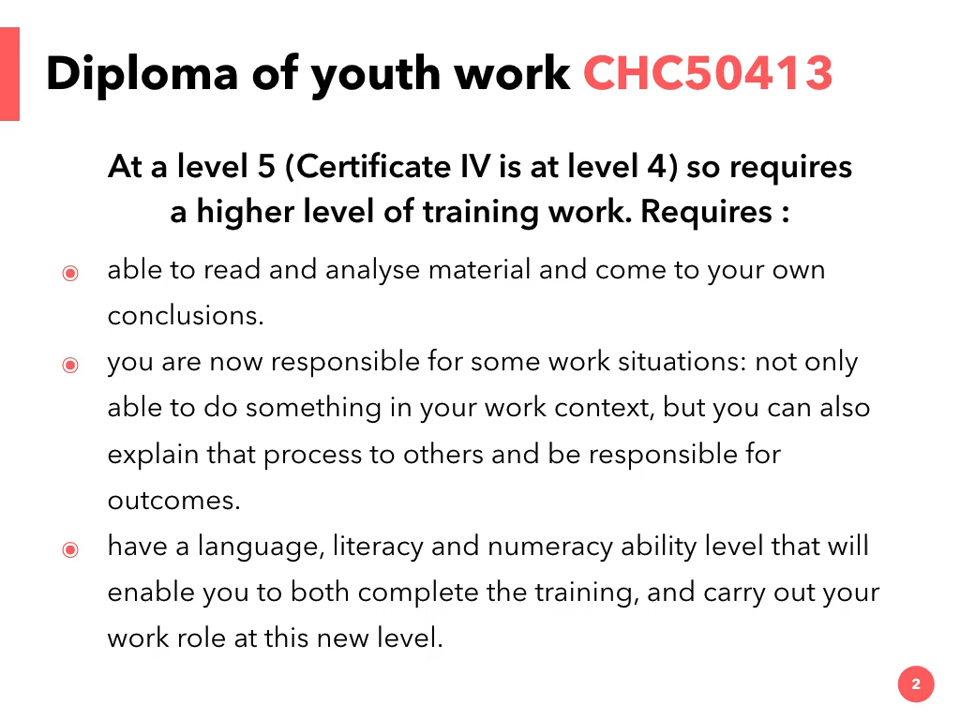 Diploma of youth work CHC50413
At a level 5 (Certificate IV is at level 4) so requires
a higher level of training work. Requires :
◉ able to read and analyse material and come to your own
conclusions.
◉ you are now responsible for some work situations: not only
able to do something in your work context, but you can also
explain that process to others and be responsible for
outcomes.
◉ have a language, literacy and numeracy ability level that will
enable you to both complete the training, and carry out your
work role at this new level.
2